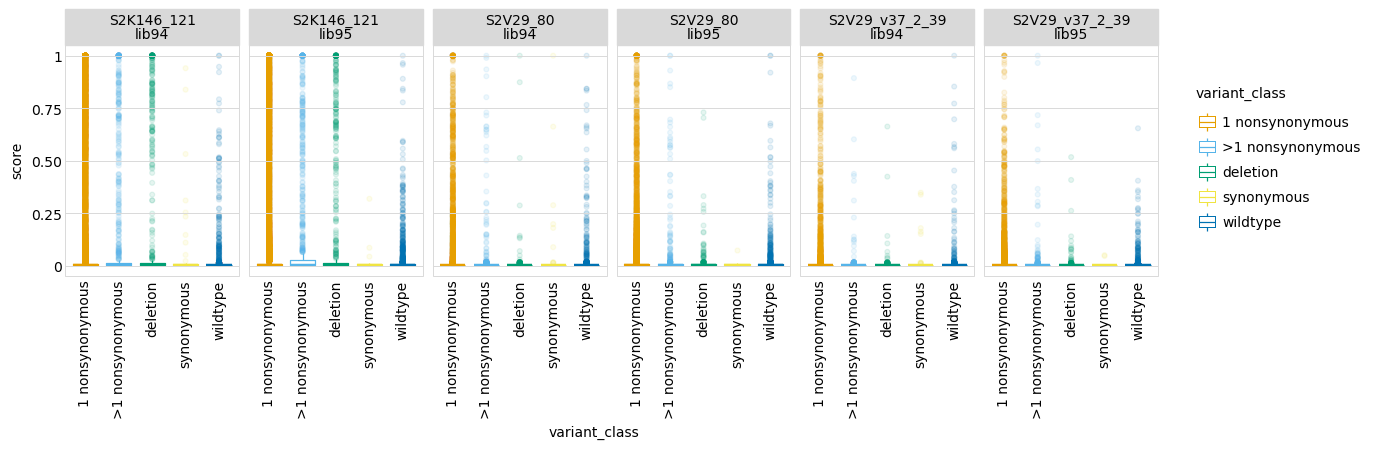 S2K146_121
lib94
S2K146_121
lib95
S2V29_80
lib94
S2V29_80
lib95
S2V29_v37_2_39
lib94
S2V29_v37_2_39
lib95
score
1
0.75
0.50
0.25
0
1 nonsynonymous
>1 nonsynonymous
deletion
synonymous
wildtype
1 nonsynonymous
>1 nonsynonymous
deletion
synonymous
wildtype
1 nonsynonymous
>1 nonsynonymous
deletion
synonymous
wildtype
1 nonsynonymous
>1 nonsynonymous
deletion
synonymous
wildtype
1 nonsynonymous
>1 nonsynonymous
deletion
synonymous
wildtype
1 nonsynonymous
>1 nonsynonymous
deletion
synonymous
wildtype
variant_class
variant_class
1 nonsynonymous
>1 nonsynonymous
deletion
synonymous
wildtype